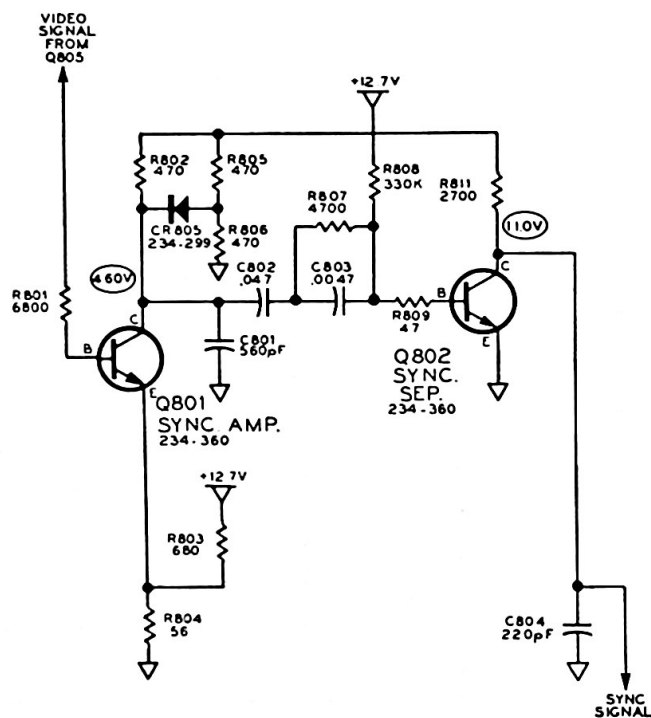 VIDEO
SIGNAL
FROM
Q805
+12 7V
R802
470
R805
470
R808
330K
R807
4700
R811
2700
CR805
234-299
R806
470
11.0V
4.60V
C802
.047
C803
.0047
C
R801
6800
C
B
R809
47
B
C801
560pF
E
E
Q801
SYNC. AMP.
234-360
Q802
SYNC.
SEP.
234-360
+12 7V
R803
680
R804
56
C804
220pF
SYNC
SIGNAL